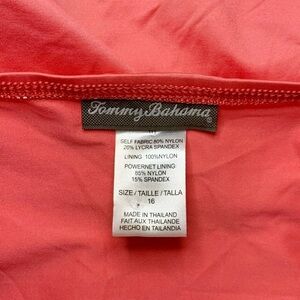 Tommy Bahama
SELF FABRIC 80% NYLON
20% LYCRA SPANDEX
LINING: 100%NYLON
POWERNET LINING:
85% NYLON
15% SPANDEX
SIZE / TAILLE / TALLA
16
MADE IN THAILAND
FAIT AUX THAILANDE
HECHO EN TAILANDIA